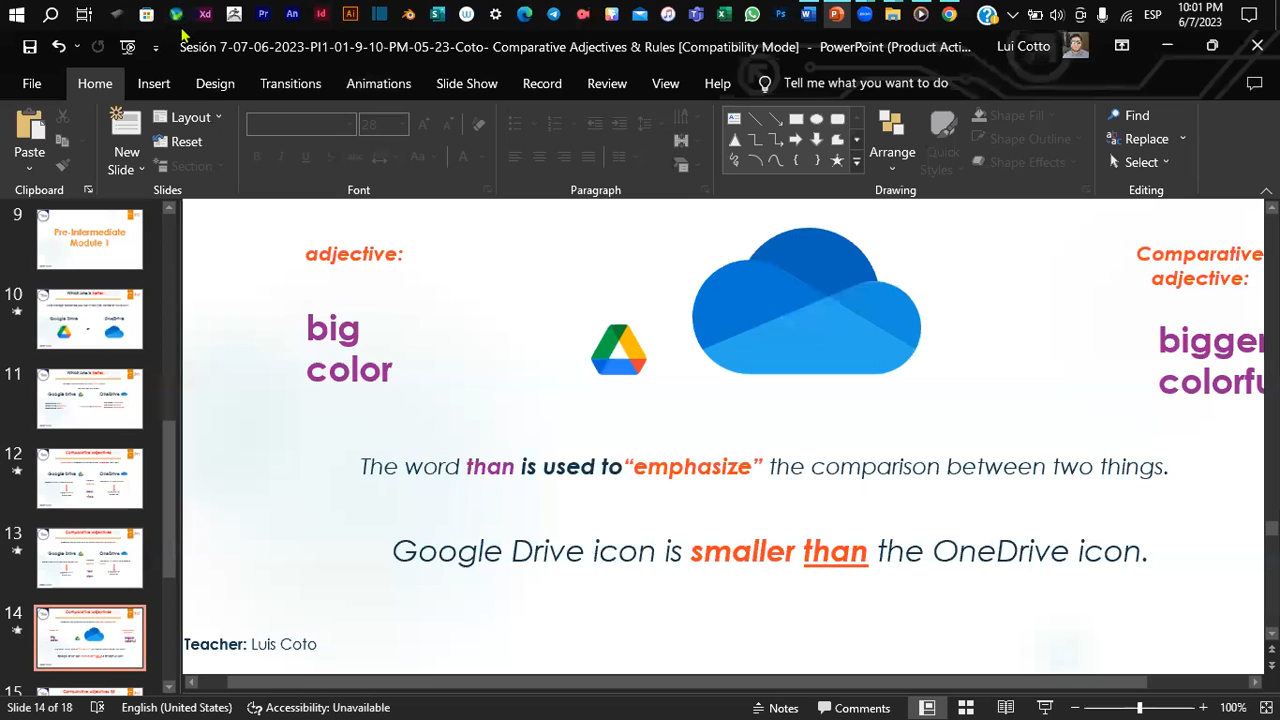 10:01 PM
ESP
6/7/2023
Sesión 7-07-06-2023-PI1-01-9-10-PM-05-23-Coto- Comparative Adjectives & Rules [Compatibility Mode] - PowerPoint (Product Acti...
Lui Cotto
File Home Insert Design Transitions Animations Slide Show Record Review View Help Tell me what you want to do
Paste
New
Slide
Layout
Reset
Section
28
Arrange
Quick
Styles
Shape Fill
Shape Outline
Shape Effects
Find
Replace
Select
Clipboard Slides Font Paragraph Drawing Editing
9
Pre-Intermediate
Module I
10
11
12
13
14
15
adjective:
big
color
Comparative
adjective:
bigger
colorfu
The word than is used to“emphasize” the comparison between two things.
Google Drive icon is smaller than the OneDrive icon.
Teacher: Luis Coto
Slide 14 of 18 English (United States) Accessibility: Unavailable Notes Comments 100%